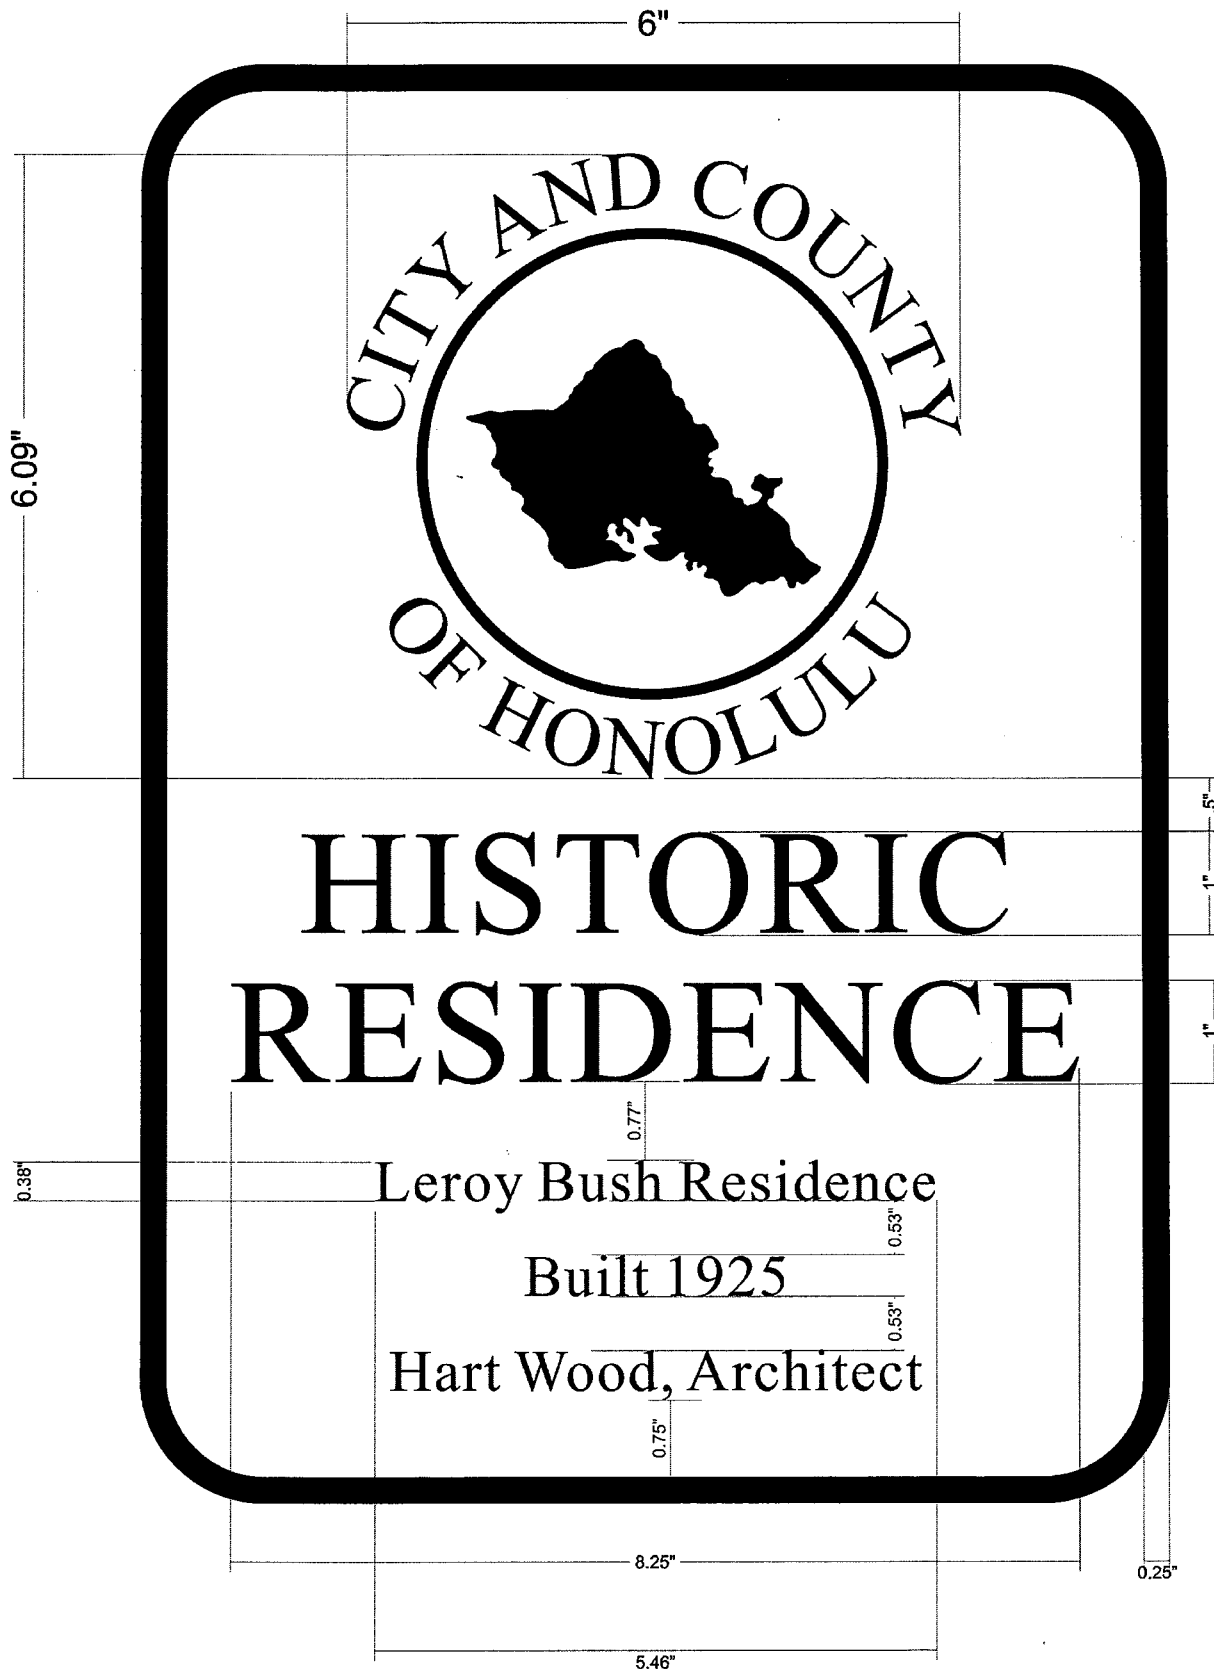 6"
CITY AND COUNTY
OF HONOLULU
6.09"
.5"
HISTORIC
1"
RESIDENCE
1"
0.77"
0.38"
Leroy Bush Residence
0.53"
Built 1925
0.53"
Hart Wood, Architect
0.75"
8.25"
0.25"
5.46"